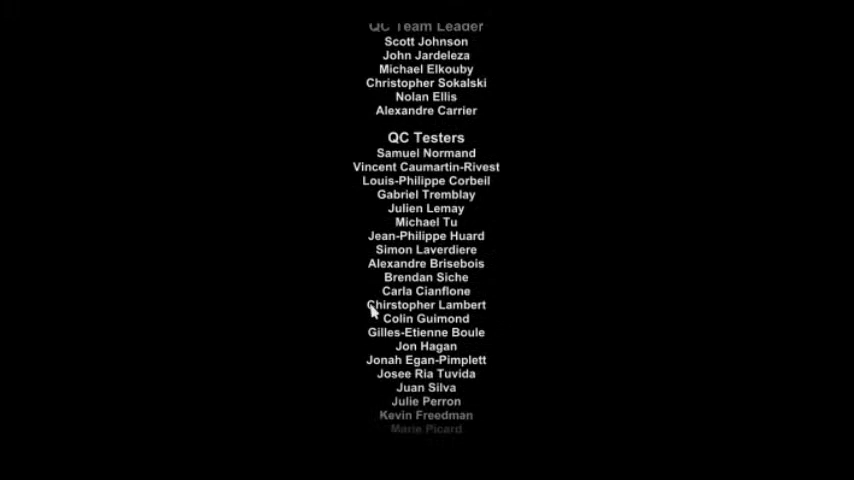 QC Team Leader
Scott Johnson
John Jardeleza
Michael Elkouby
Christopher Sokalski
Nolan Ellis
Alexandre Carrier
QC Testers
Samuel Normand
Vincent Caumartin-Rivest
Louis-Philippe Corbeil
Gabriel Tremblay
Julien Lemay
Michael Tu
Jean-Philippe Huard
Simon Laverdiere
Alexandre Brisebois
Brendan Siche
Carla Cianflone
Chirstopher Lambert
Colin Guimond
Gilles-Etienne Boule
Jon Hagan
Jonah Egan-Pimplett
Josee Ria Tuvida
Juan Silva
Julie Perron
Kevin Freedman
Marie Picard